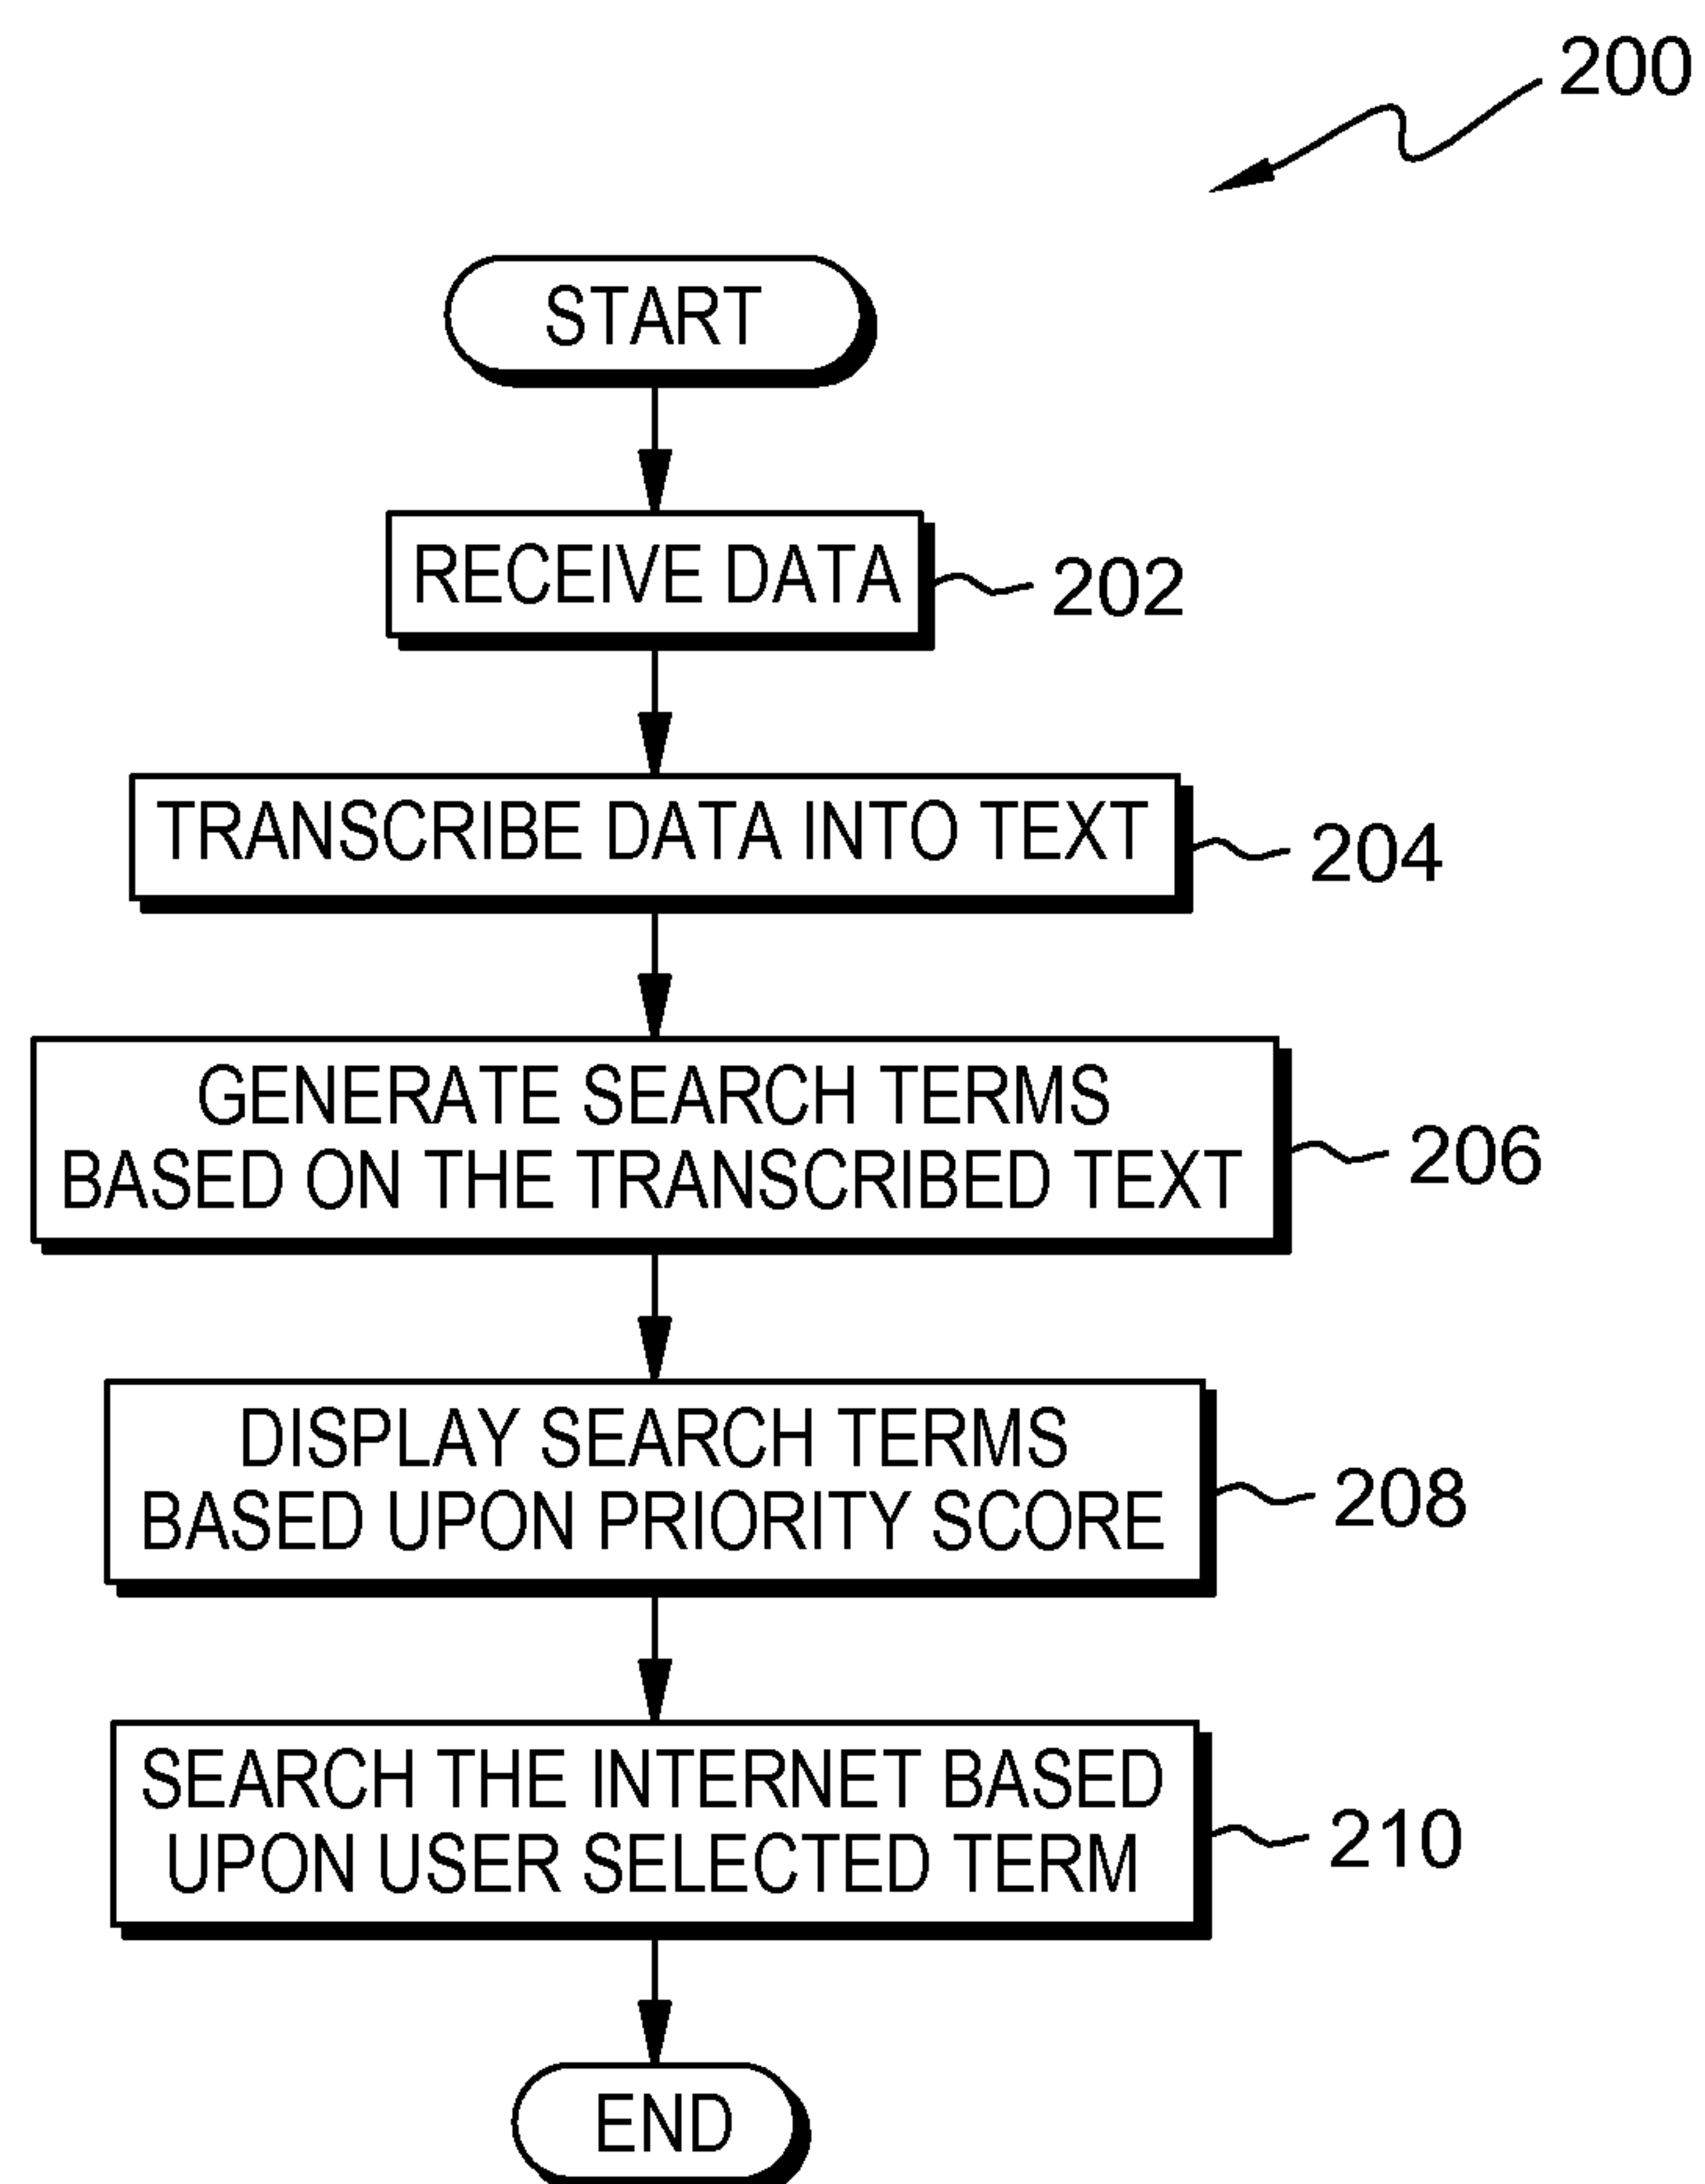 200
START
RECEIVE DATA
202
TRANSCRIBE DATA INTO TEXT
204
GENERATE SEARCH TERMS
BASED ON THE TRANSCRIBED TEXT
206
DISPLAY SEARCH TERMS
BASED UPON PRIORITY SCORE
208
SEARCH THE INTERNET BASED
UPON USER SELECTED TERM
210
END